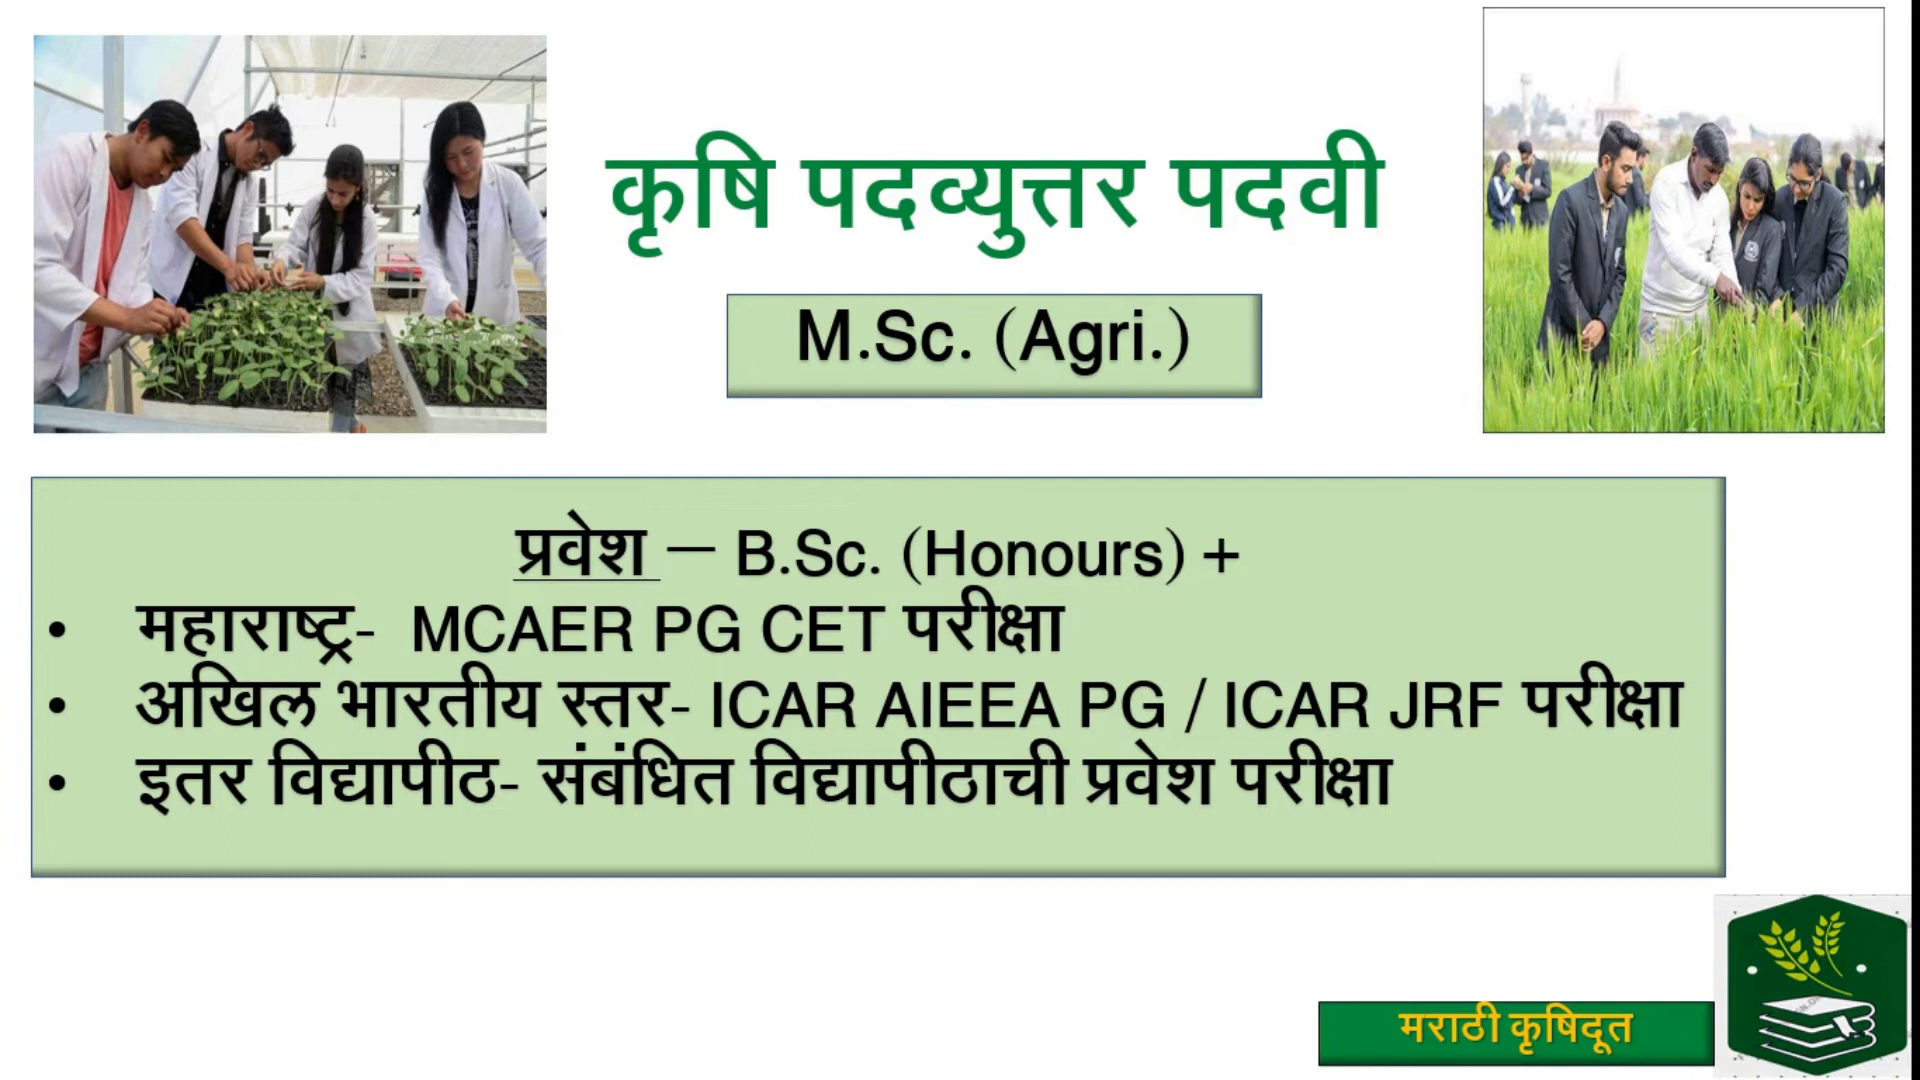 कृषि पदव्युत्तर पदवी
M.Sc. (Agri.)
प्रवेश – B.Sc. (Honours) +
• महाराष्ट्र- MCAER PG CET परीक्षा
• अखिल भारतीय स्तर- ICAR AIEEA PG / ICAR JRF परीक्षा
• इतर विद्यापीठ- संबंधित विद्यापीठाची प्रवेश परीक्षा
मराठी कृषिदूत